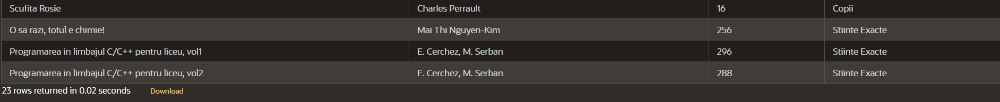 Scufita Rosie Charles Perrault 16 Copii
O sa razi, totul e chimie! Mai Thi Nguyen-Kim 256 Stiinte Exacte
Programarea in limbajul C/C++ pentru liceu, vol1 E. Cerchez, M. Serban 296 Stiinte Exacte
Programarea in limbajul C/C++ pentru liceu, vol2 E. Cerchez, M. Serban 288 Stiinte Exacte
23 rows returned in 0.02 seconds Download